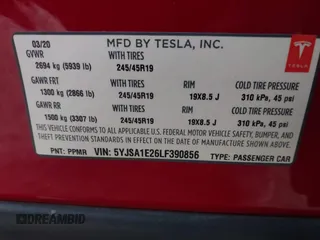 03/20 MFD BY TESLA, INC.
GVWR WITH TIRES
2694 kg (5939 lb) 245/45R19
GAWR FRT WITH TIRES RIM COLD TIRE PRESSURE
1300 kg (2866 lb) 245/45R19 19X8.5 J 310 kPa, 45 psi
GAWR RR WITH TIRES RIM COLD TIRE PRESSURE
1500 kg (3307 lb) 245/45R19 19X8.5 J 310 kPa, 45 psi
THIS VEHICLE CONFORMS TO ALL APPLICABLE U.S. FEDERAL MOTOR VEHICLE SAFETY, BUMPER, AND
THEFT PREVENTION STANDARDS IN EFFECT ON THE DATE OF MANUFACTURE SHOWN ABOVE.
PNT: PPMR VIN: 5YJSA1E26LF390856 TYPE: PASSENGER CAR
TESLA
DREAMBID